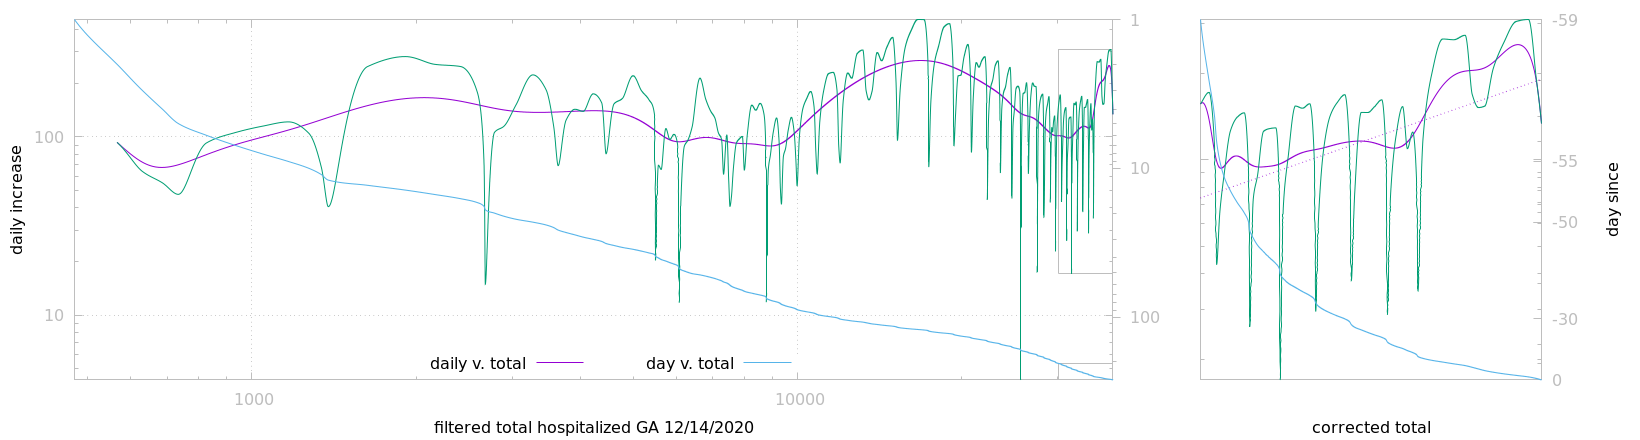 1
-59
100
daily increase
10
-55
-50
day since
10
100
-30
daily v. total
day v. total
0
1000
10000
filtered total hospitalized GA 12/14/2020
corrected total